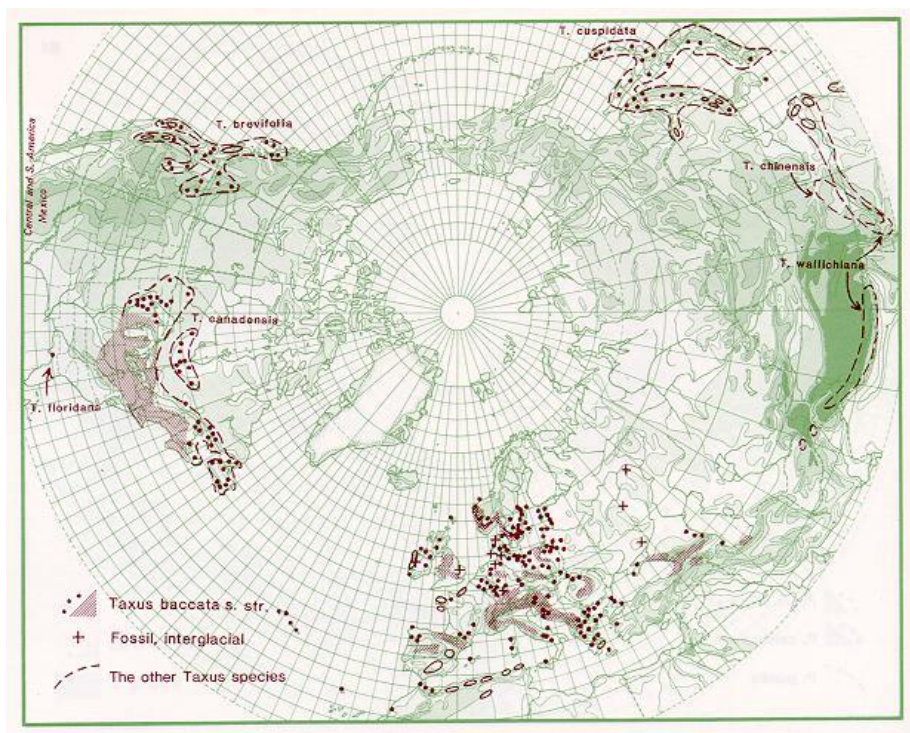 T. cuspidata
T. brevifolia
Central and S. America
Mexico
T. chinensis
T. wallichiana
T. canadensis
T. floridana
Taxus baccata s. str.
Fossil, interglacial
The other Taxus species